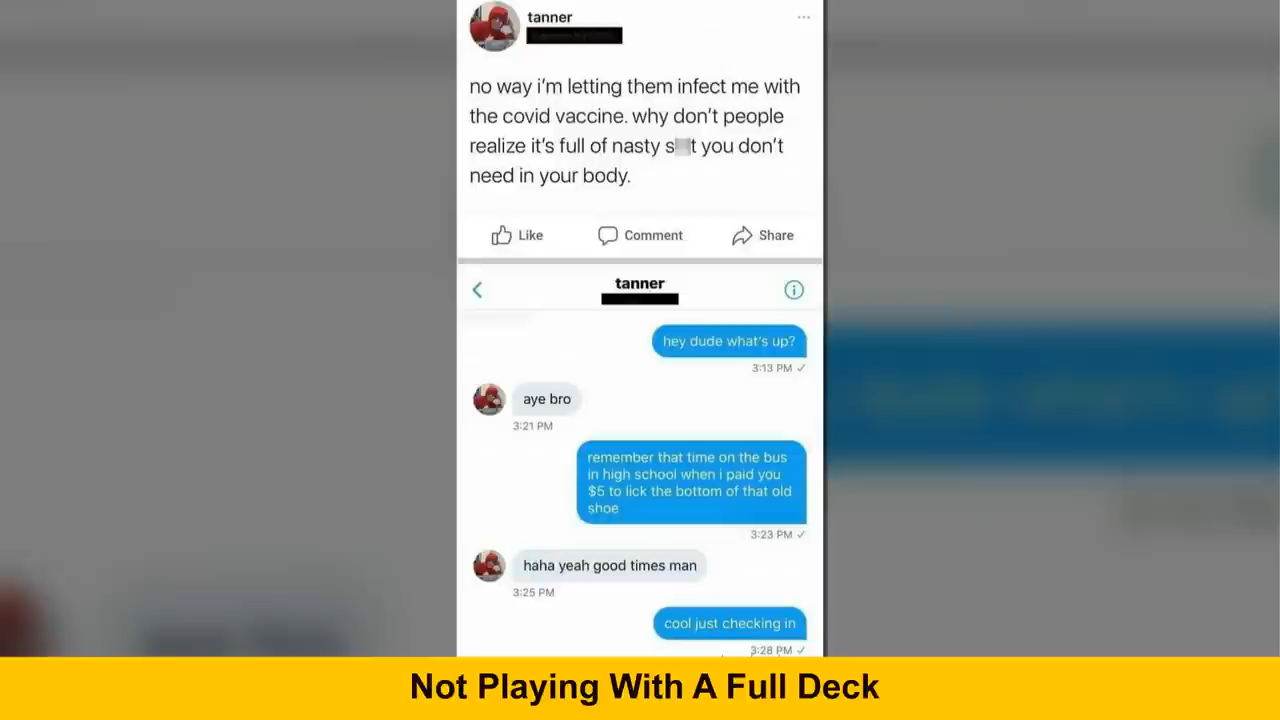 tanner
no way i'm letting them infect me with
the covid vaccine. why don't people
realize it's full of nasty s t you don't
need in your body.
Like Comment Share
tanner
hey dude what's up?
3:13 PM ✓
aye bro
3:21 PM
remember that time on the bus
in high school when i paid you
$5 to lick the bottom of that old
shoe
3:23 PM ✓
haha yeah good times man
3:25 PM
cool just checking in
3:28 PM ✓
Not Playing With A Full Deck